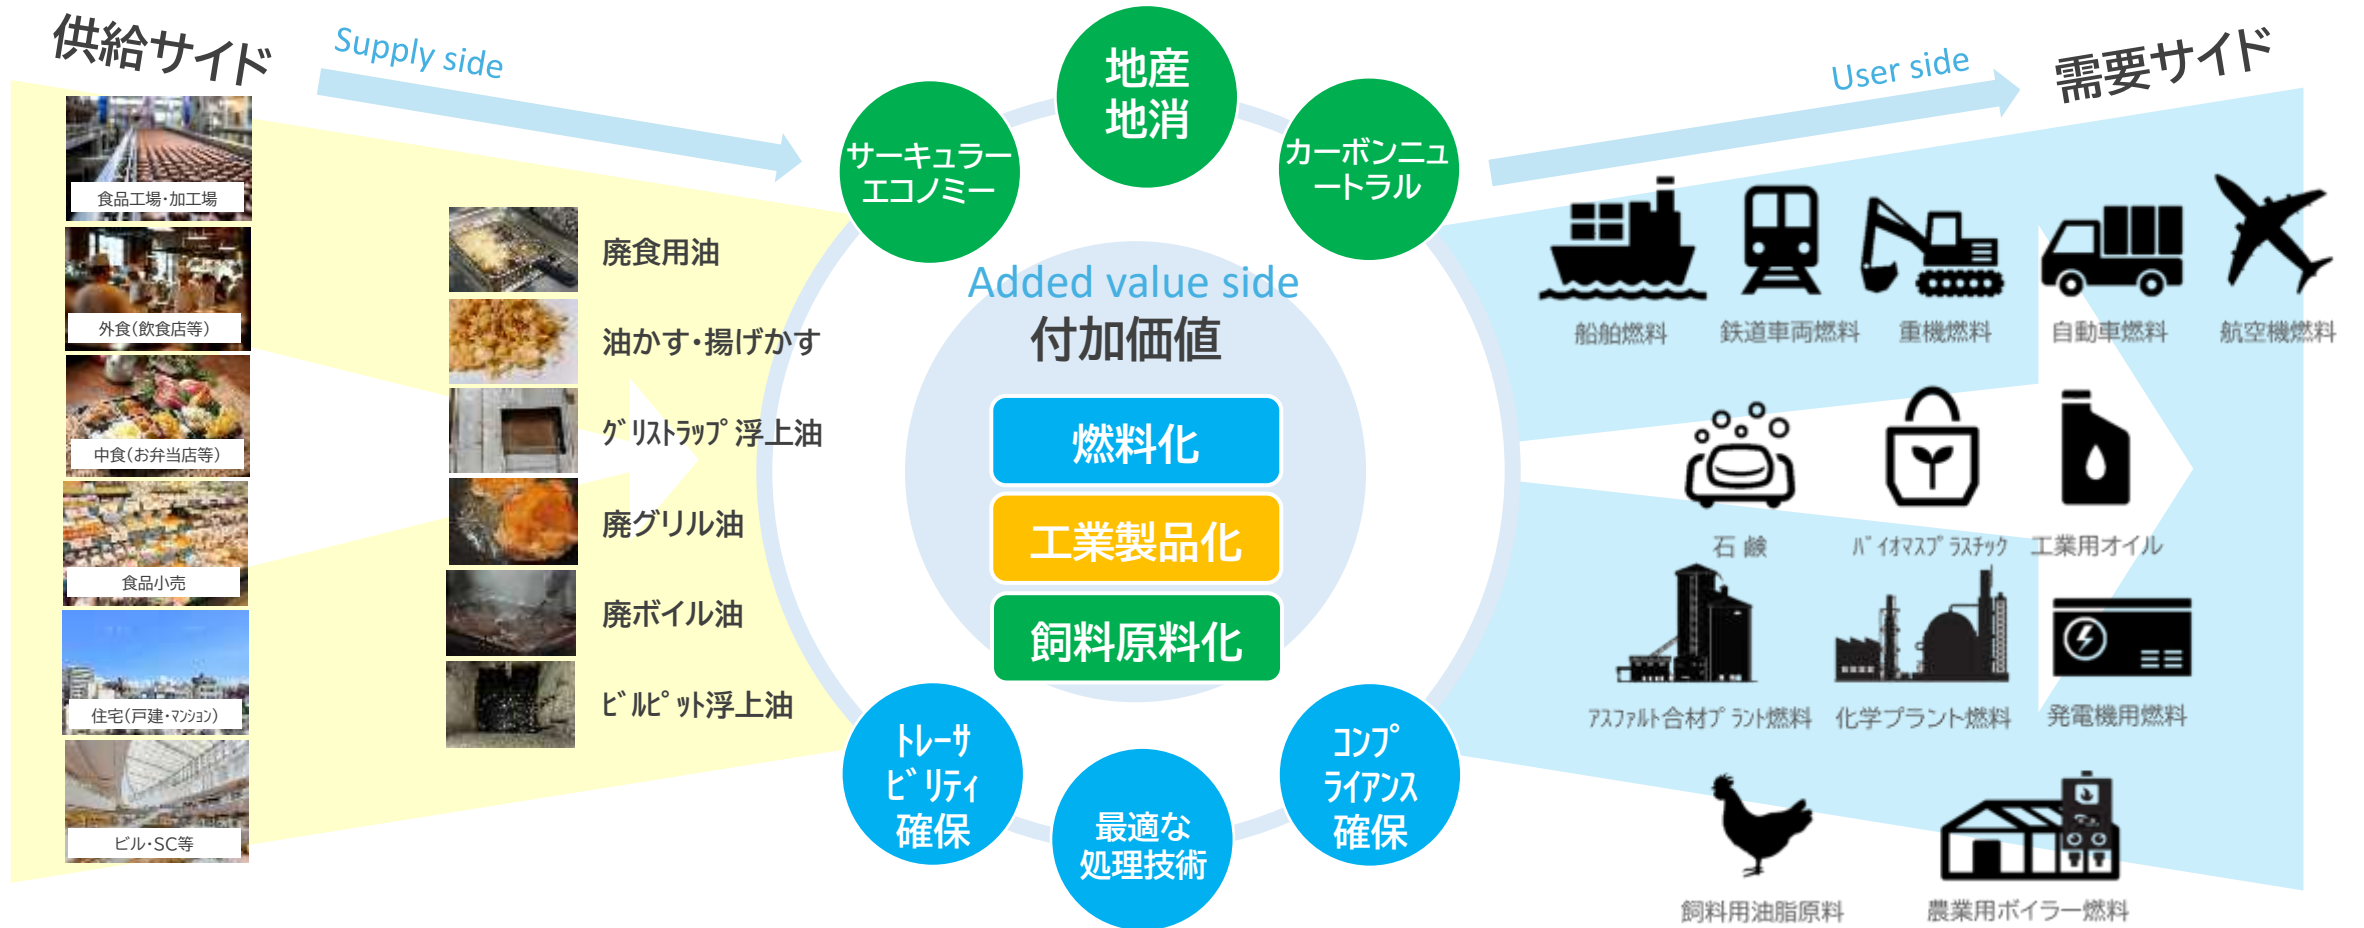 供給サイド
Supply side
食品工場・加工場
外食(飲食店等)
中食(お弁当店等)
食品小売
住宅(戸建・ﾏﾝｼｮﾝ)
ビル・SC等
廃食用油
油かす・揚げかす
ｸﾞﾘｽﾄﾗｯﾌﾟ浮上油
廃グリル油
廃ボイル油
ﾋﾞﾙﾋﾟｯﾄ浮上油
サーキュラー
エコノミー
地産
地消
カーボンニュ
ートラル
Added value side
付加価値
燃料化
工業製品化
飼料原料化
ﾄﾚｰｻ
ﾋﾞﾘﾃｨ
確保
最適な
処理技術
ｺﾝﾌﾟ
ﾗｲｱﾝｽ
確保
User side
需要サイド
船舶燃料
鉄道車両燃料
重機燃料
自動車燃料
航空機燃料
石鹸
ﾊﾞｲｵﾏｽﾌﾟﾗｽﾁｯｸ
工業用オイル
ｱｽﾌｧﾙﾄ合材ﾌﾟﾗﾝﾄ燃料
化学プラント燃料
発電機用燃料
飼料用油脂原料
農業用ボイラー燃料